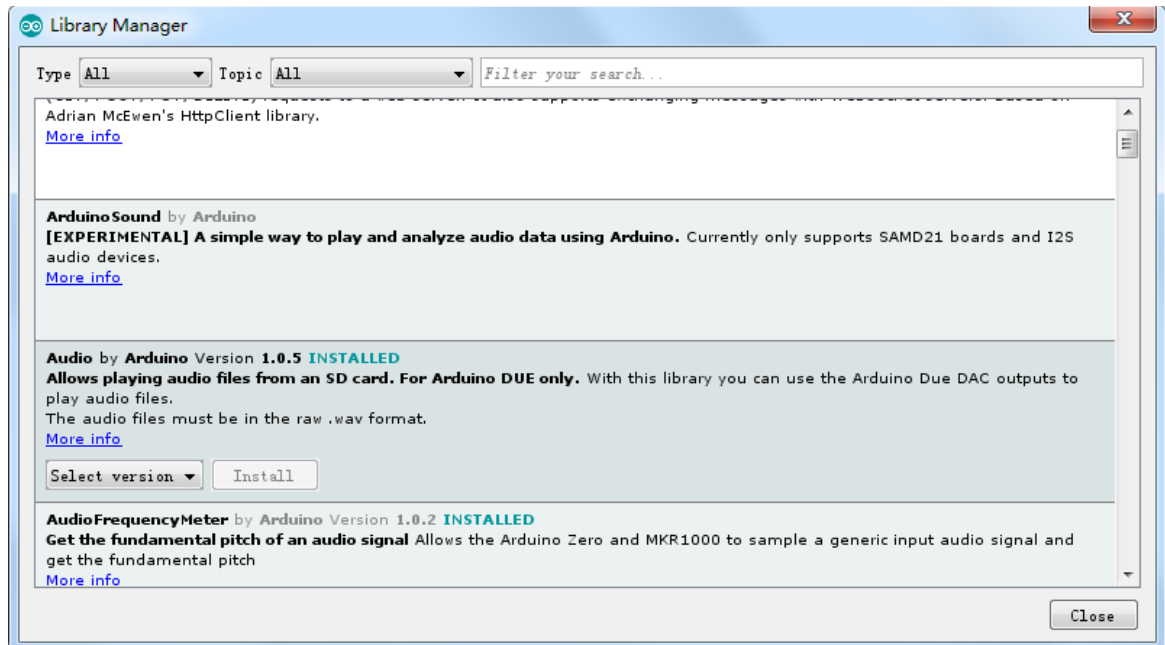 Library Manager
Type All Topic All Filter your search...
Adrian McEwen's HttpClient library.
More info
ArduinoSound by Arduino
[EXPERIMENTAL] A simple way to play and analyze audio data using Arduino. Currently only supports SAMD21 boards and I2S
audio devices.
More info
Audio by Arduino Version 1.0.5 INSTALLED
Allows playing audio files from an SD card. For Arduino DUE only. With this library you can use the Arduino Due DAC outputs to
play audio files.
The audio files must be in the raw .wav format.
More info
Select version Install
AudioFrequencyMeter by Arduino Version 1.0.2 INSTALLED
Get the fundamental pitch of an audio signal Allows the Arduino Zero and MKR1000 to sample a generic input audio signal and
get the fundamental pitch
More info
Close